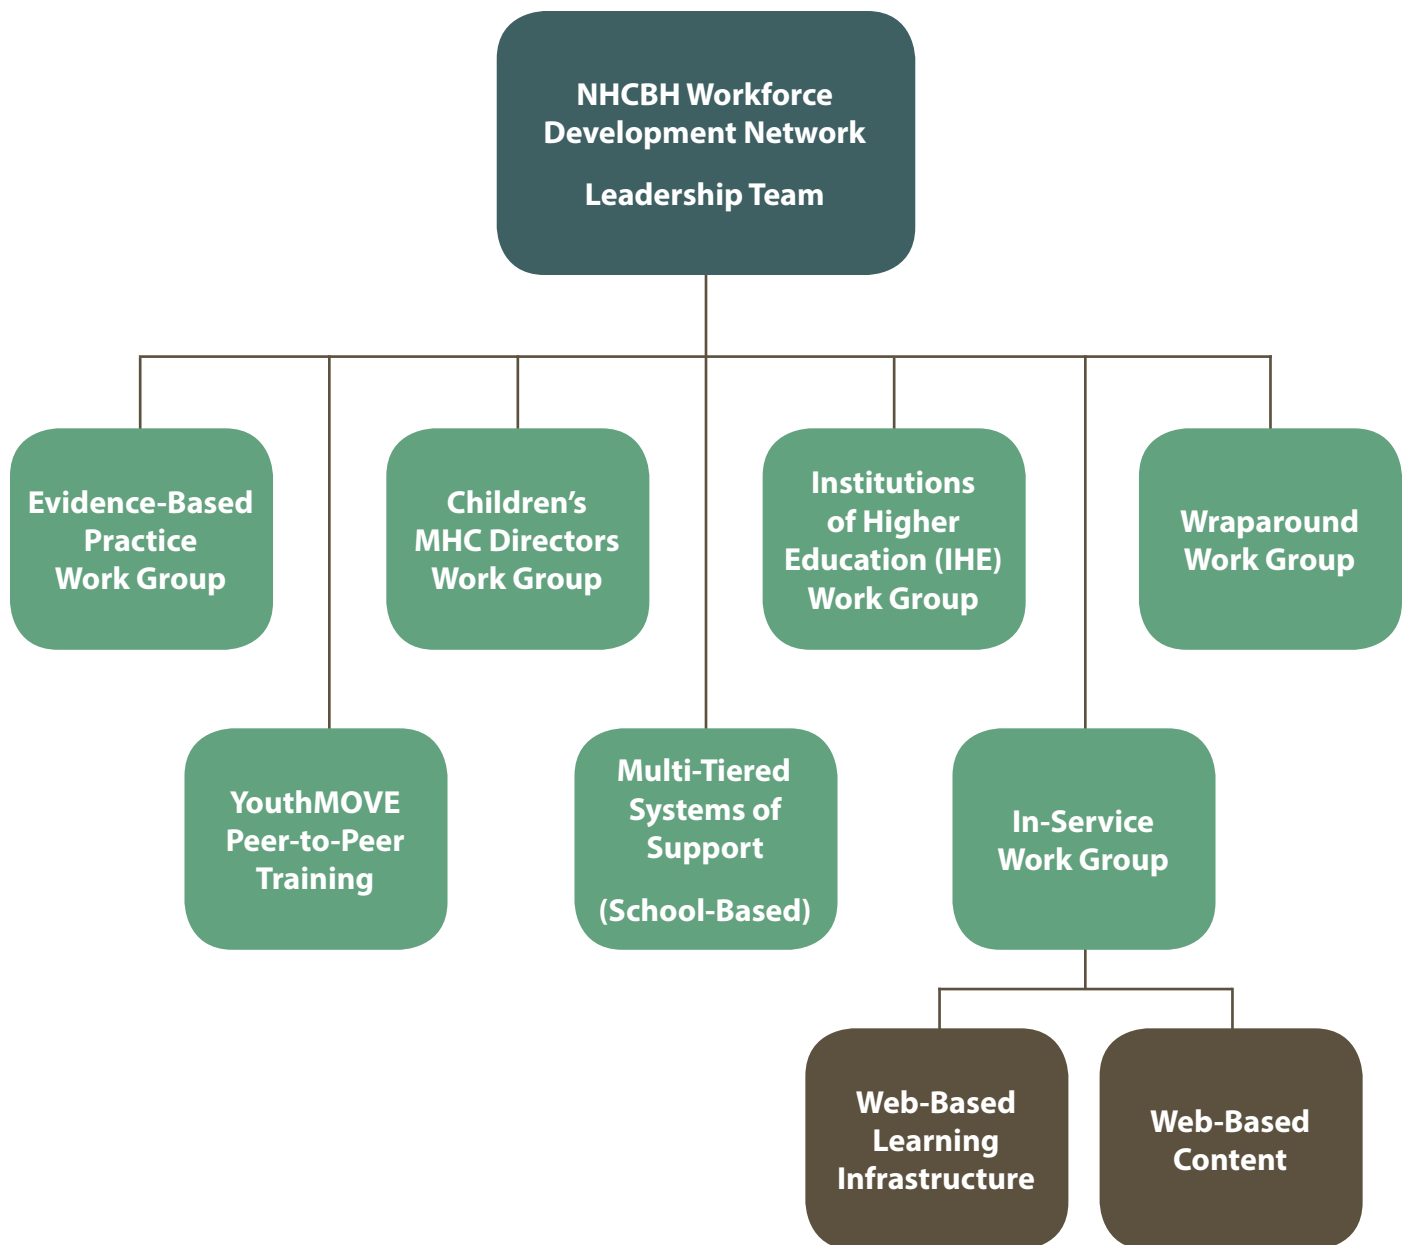 NHCBH Workforce
Development Network
Leadership Team
Evidence-Based
Practice
Work Group
Children’s
MHC Directors
Work Group
Institutions
of Higher
Education (IHE)
Work Group
Wraparound
Work Group
YouthMOVE
Peer-to-Peer
Training
Multi-Tiered
Systems of
Support
(School-Based)
In-Service
Work Group
Web-Based
Learning
Infrastructure
Web-Based
Content